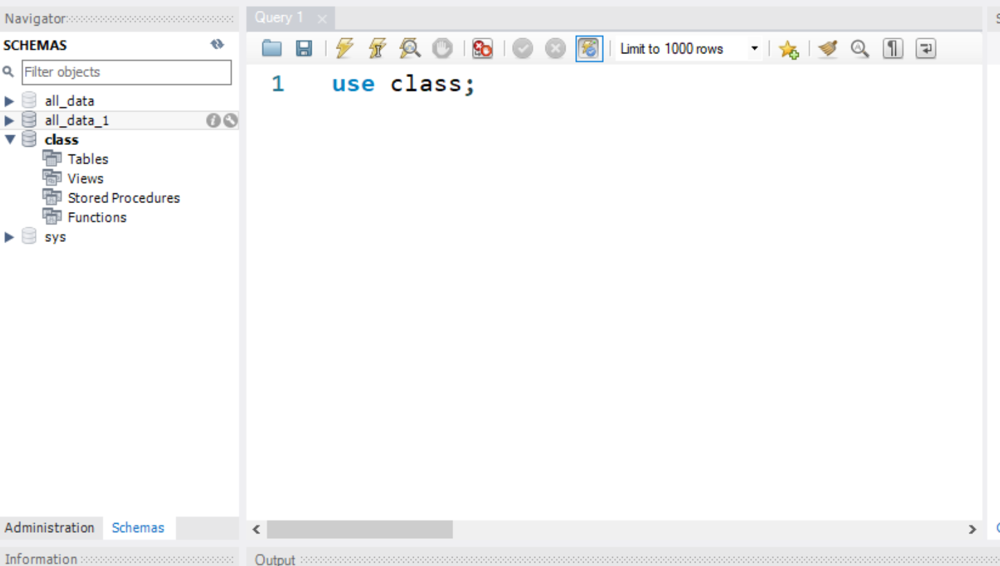 Navigator
SCHEMAS
Filter objects
all_data
all_data_1
class
Tables
Views
Stored Procedures
Functions
sys
Administration Schemas
Information
Query 1
Limit to 1000 rows
1 use class;
Output